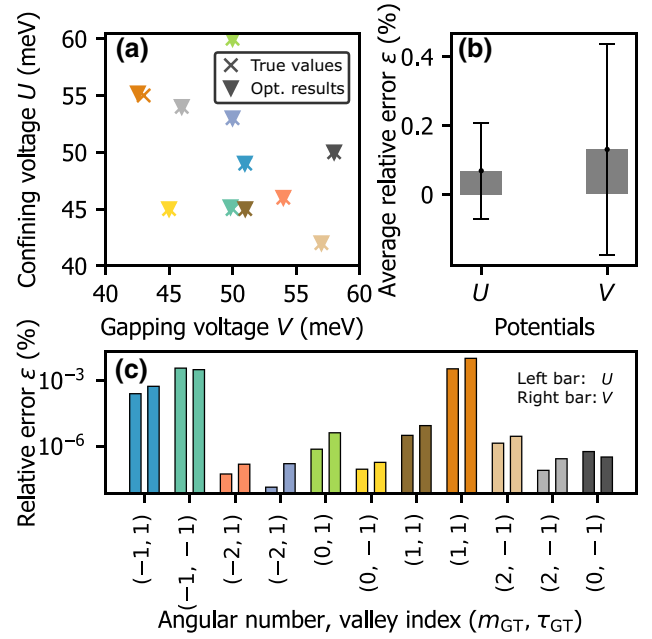 (a)
Confining voltage U (meV)
60
55
50
45
40
True values
Opt. results
40 45 50 55 60
Gapping voltage V (meV)
(b)
Average relative error ε (%)
0.4
0.2
0
U V
Potentials
(c)
Relative error ε (%)
10⁻³
10⁻⁶
Left bar: U
Right bar: V
(−1, 1)
(−1, −1)
(−2, 1)
(−2, 1)
(0, 1)
(0, −1)
(1, 1)
(1, 1)
(2, −1)
(2, −1)
(0, −1)
Angular number, valley index (m_GT, τ_GT)